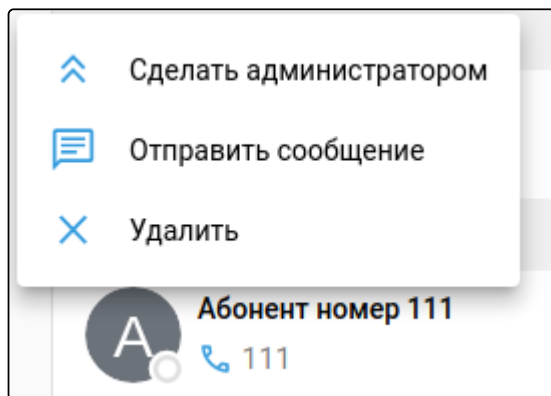 Сделать администратором
Отправить сообщение
Удалить
А
Абонент номер 111
111